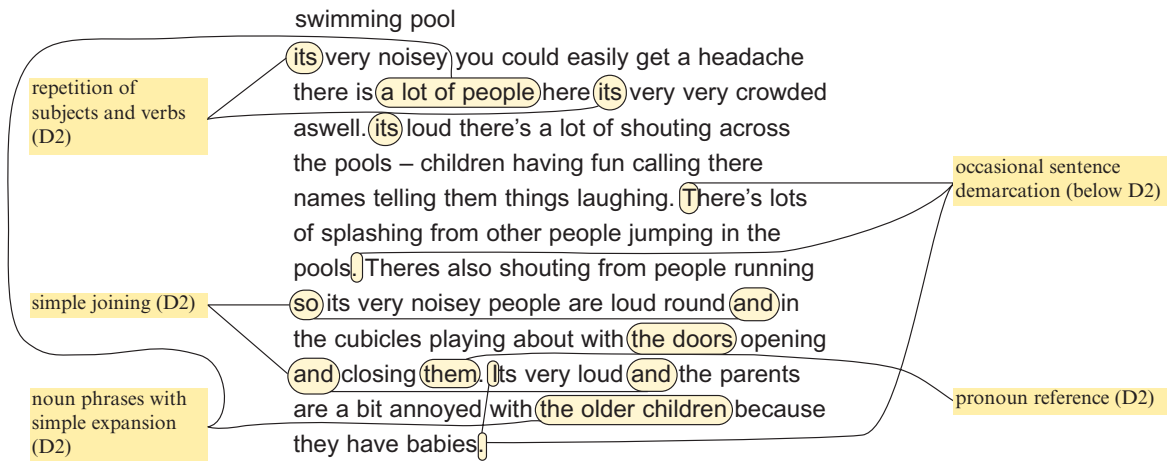 swimming pool
its very noisey you could easily get a headache
there is a lot of people here its very very crowded
aswell. its loud there's a lot of shouting across
the pools – children having fun calling there
names telling them things laughing. There's lots
of splashing from other people jumping in the
pools. Theres also shouting from people running
so its very noisey people are loud round and in
the cubicles playing about with the doors opening
and closing them. Its very loud and the parents
are a bit annoyed with the older children because
they have babies.
repetition of
subjects and verbs
(D2)
simple joining (D2)
noun phrases with
simple expansion
(D2)
occasional sentence
demarcation (below D2)
pronoun reference (D2)